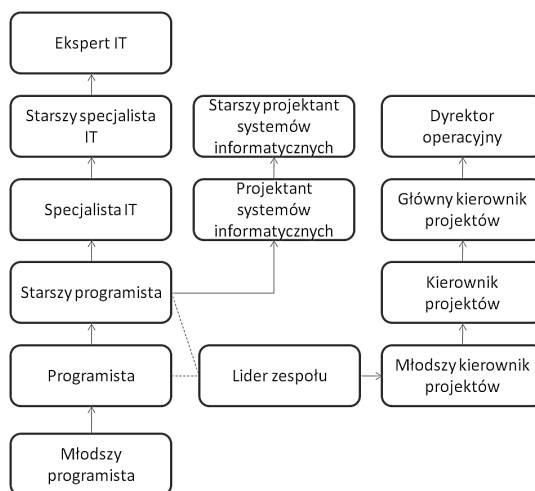 Ekspert IT
Starszy specjalista
IT
Starszy projektant
systemów
informatycznych
Dyrektor
operacyjny
Specjalista IT
Projektant
systemów
informatycznych
Główny kierownik
projektów
Starszy programista
Kierownik
projektów
Programista
Lider zespołu
Młodszy kierownik
projektów
Młodszy
programista